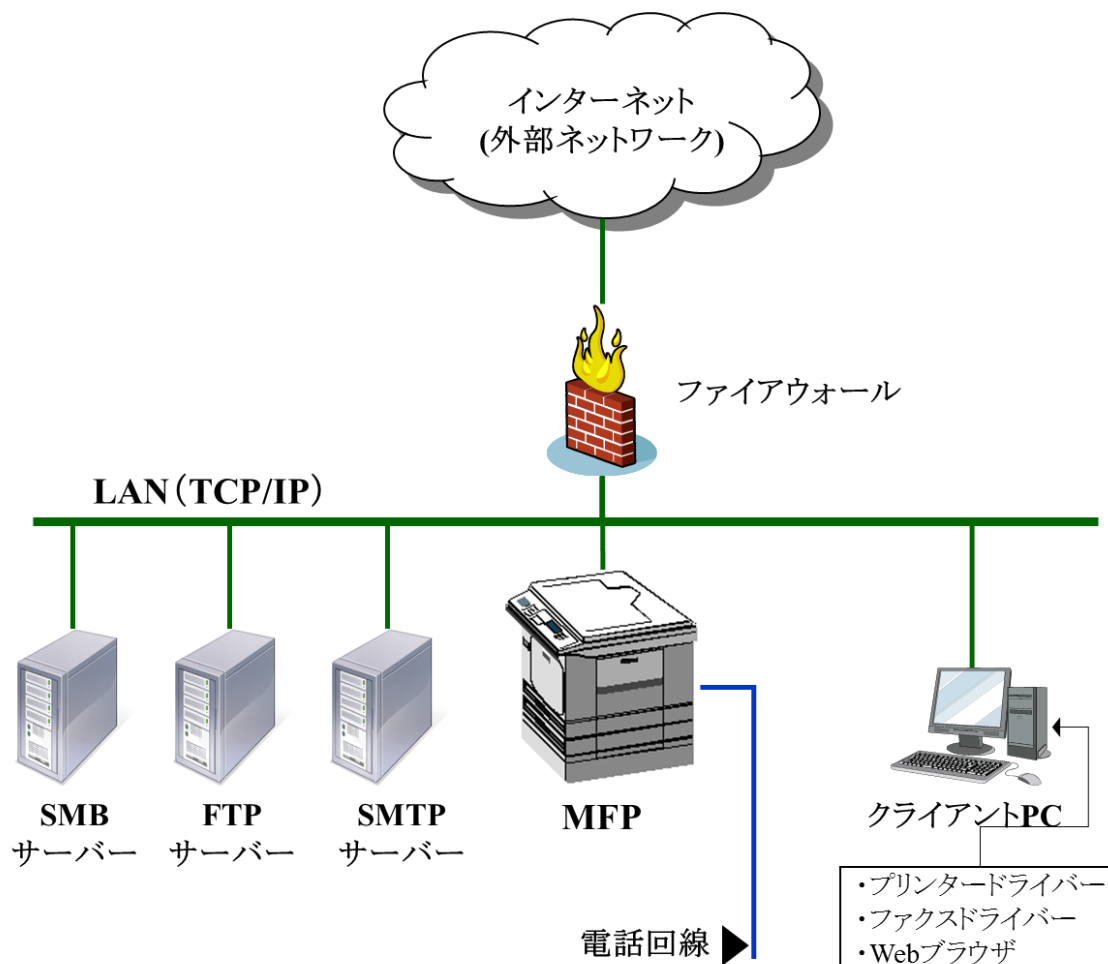 インターネット
(外部ネットワーク)
ファイアウォール
LAN（TCP/IP）
SMB
サーバー
FTP
サーバー
SMTP
サーバー
MFP
クライアントPC
・プリンタードライバー
・ファクスドライバー
・Webブラウザ
電話回線